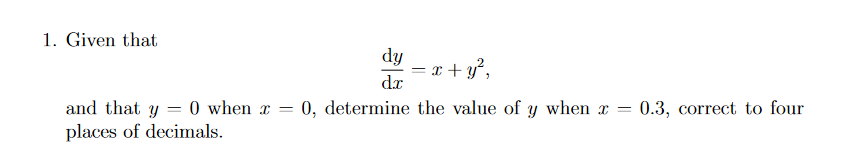 1. Given that
dy/dx = x + y²,
and that y = 0 when x = 0, determine the value of y when x = 0.3, correct to four
places of decimals.